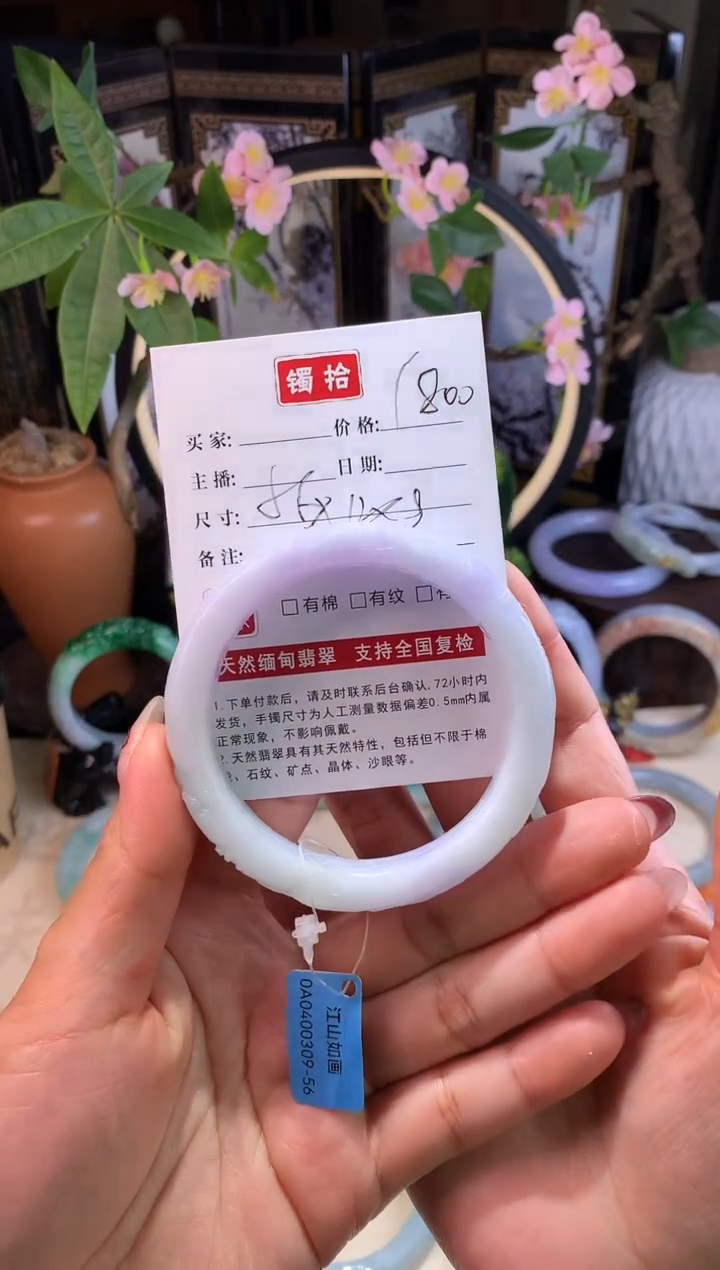 镯拾
买家: 价格: 1800
主播: 日期:
尺寸:
备注:
□有棉 □有纹
天然缅甸翡翠 支持全国复检
1.下单付款后，请及时联系后台确认,72小时内
发货，手镯尺寸为人工测量数据偏差0.5mm内属
正常现象，不影响佩戴。
天然翡翠具有其天然特性，包括但不限于棉
、石纹、矿点、晶体、沙眼等。
江山如画
0A0400309-56